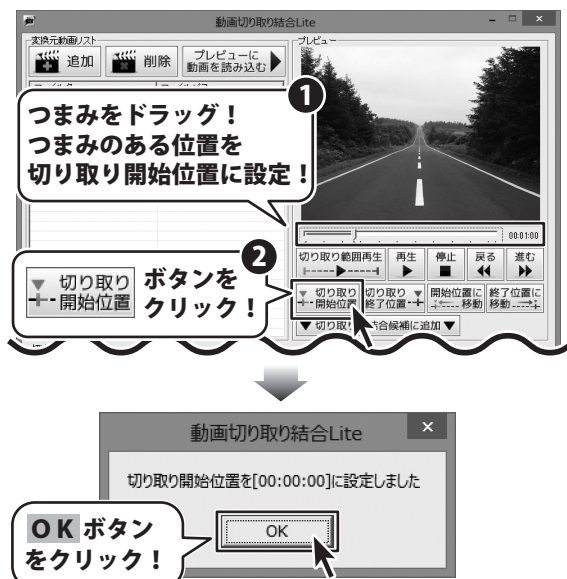 動画切り取り結合Lite
変換元動画リスト
追加
削除
プレビューに
動画を読み込む
プレビュー
1
つまみをドラッグ！
つまみのある位置を
切り取り開始位置に設定！
00:01:00
切り取り範囲再生
再生
停止
戻る
進む
2
切り取り
開始位置
ボタンを
クリック！
切り取り
開始位置
切り取り
終了位置
開始位置に
移動
終了位置に
移動
▼ 切り取り 結合候補に追加 ▼
動画切り取り結合Lite
切り取り開始位置を[00:00:00]に設定しました
OK
OK ボタン
をクリック！